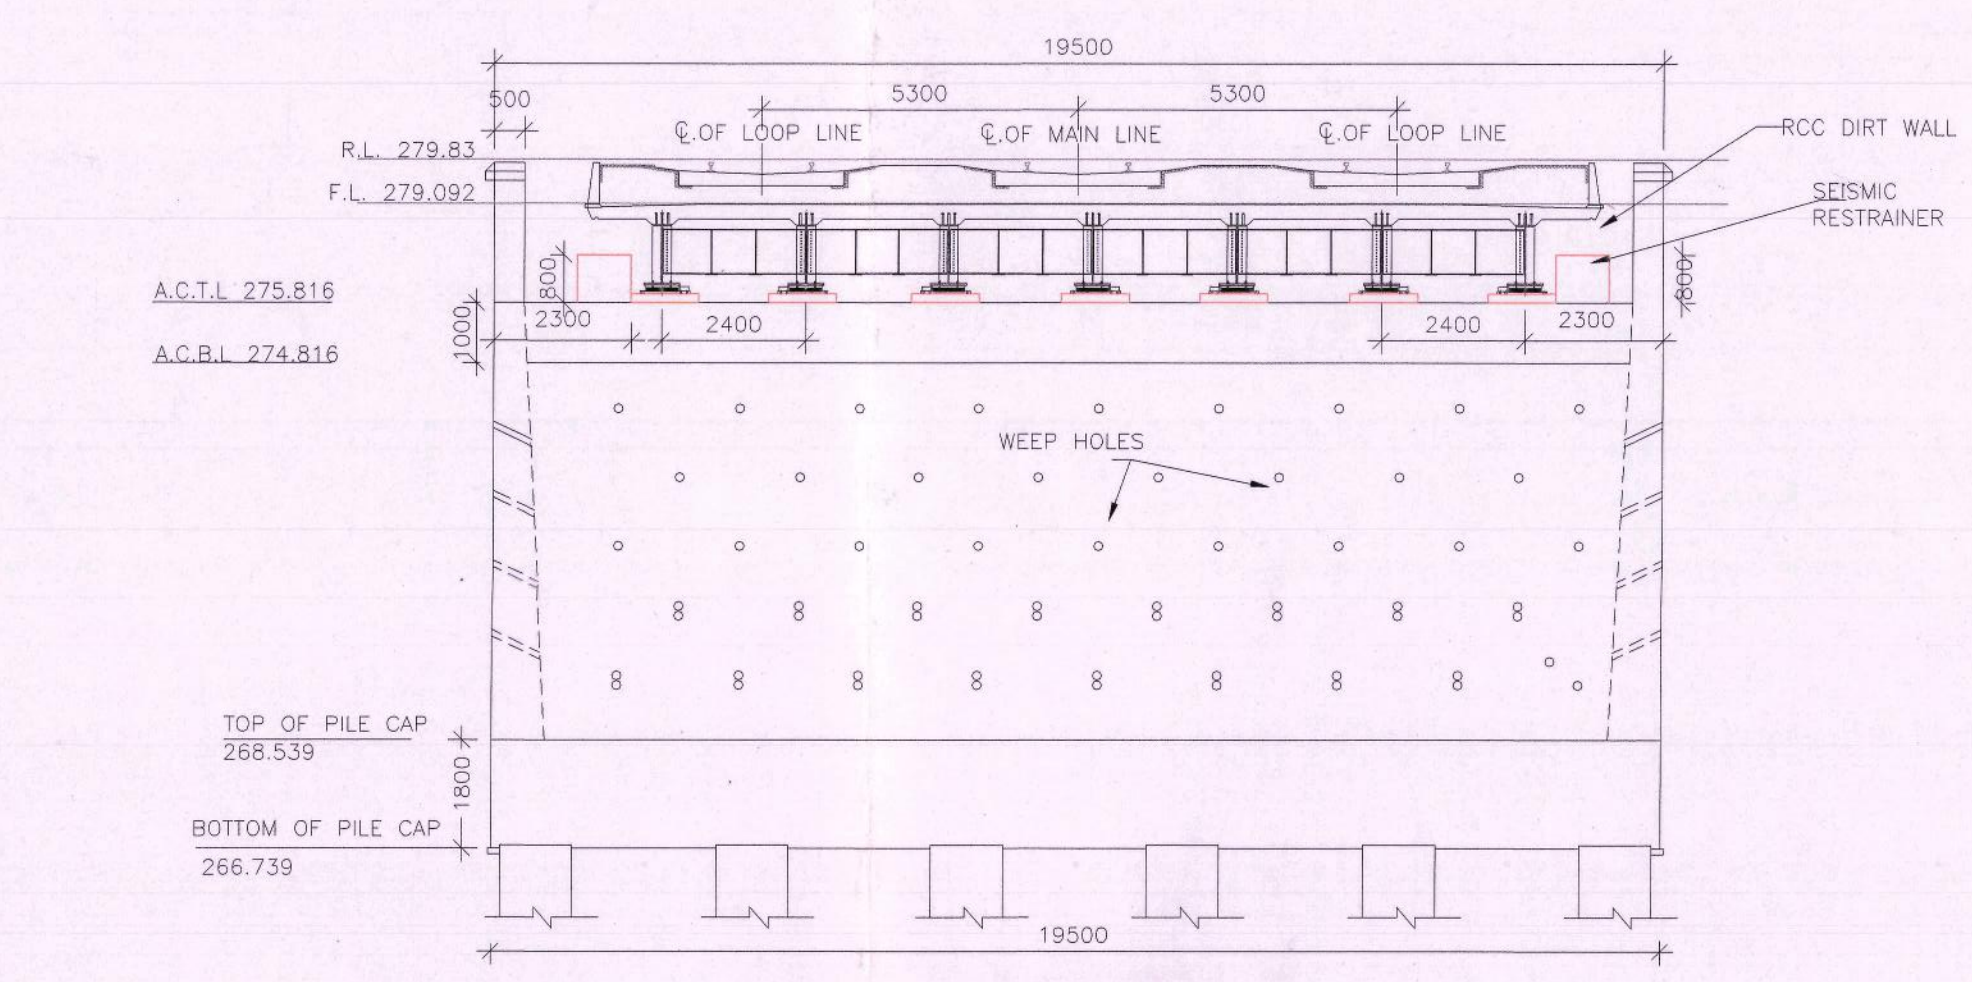 19500
500
5300
5300
℄.OF LOOP LINE
℄.OF MAIN LINE
℄.OF LOOP LINE
RCC DIRT WALL
R.L. 279.83
F.L. 279.092
SEISMIC
RESTRAINER
800
800
A.C.T.L 275.816
2300
2400
2400
2300
1000
A.C.B.L 274.816
WEEP HOLES
TOP OF PILE CAP
268.539
1800
BOTTOM OF PILE CAP
266.739
19500